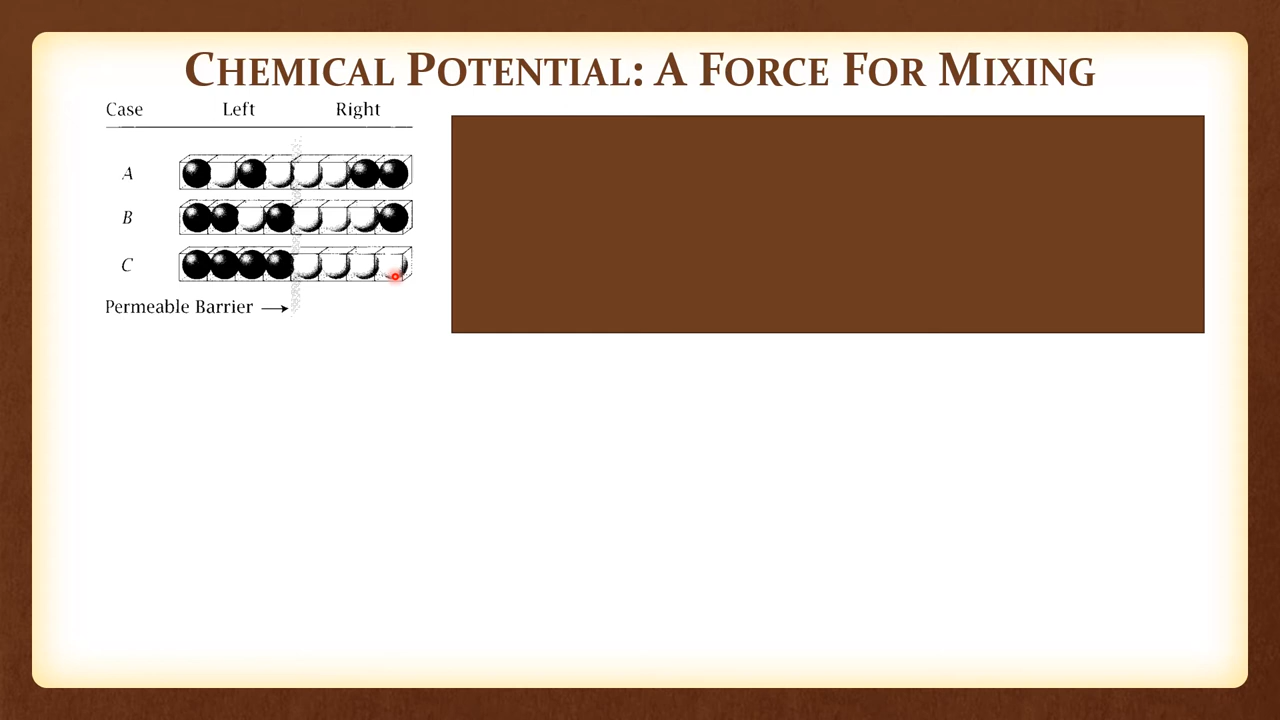 Chemical Potential: A Force For Mixing
Case Left Right
A
B
C
Permeable Barrier